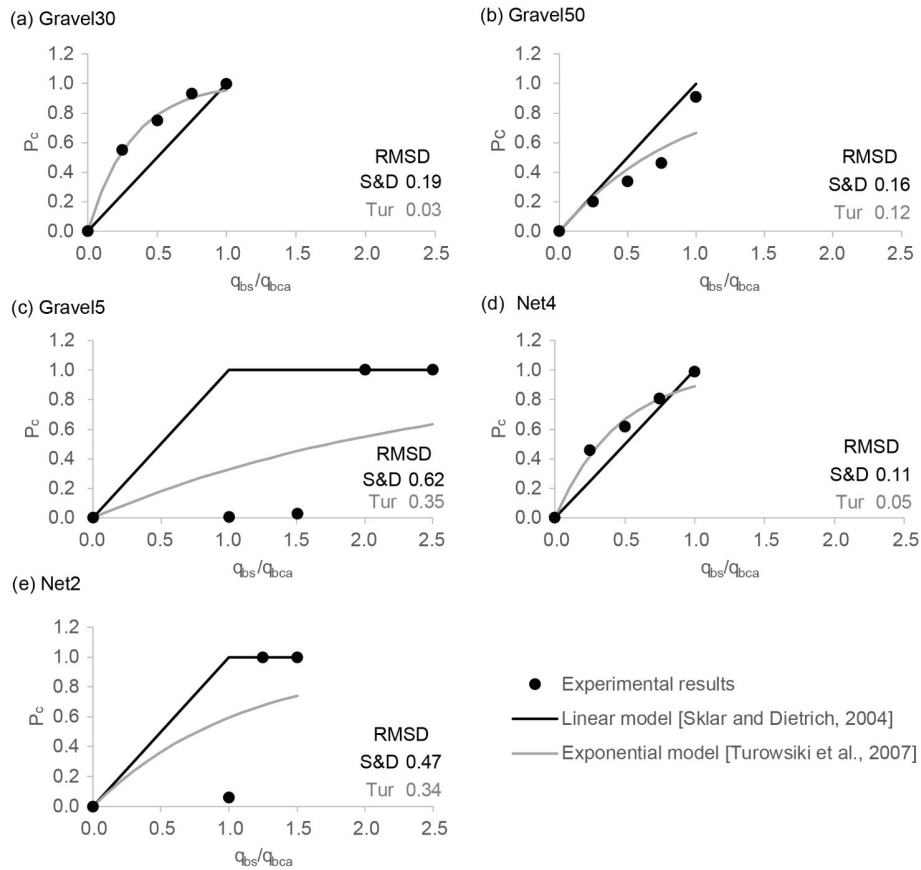 (a) Gravel30
1.2
1.0
0.8
0.6
0.4
0.2
0.0
Pc
0.0 0.5 1.0 1.5 2.0 2.5
qbs/qbca
RMSD
S&D 0.19
Tur 0.03
(b) Gravel50
1.2
1.0
0.8
0.6
0.4
0.2
0.0
Pc
0.0 0.5 1.0 1.5 2.0 2.5
qbs/qbca
RMSD
S&D 0.16
Tur 0.12
(c) Gravel5
1.2
1.0
0.8
0.6
0.4
0.2
0.0
Pc
0.0 0.5 1.0 1.5 2.0 2.5
qbs/qbca
RMSD
S&D 0.62
Tur 0.35
(d) Net4
1.2
1.0
0.8
0.6
0.4
0.2
0.0
Pc
0.0 0.5 1.0 1.5 2.0 2.5
qbs/qbca
RMSD
S&D 0.11
Tur 0.05
(e) Net2
1.2
1.0
0.8
0.6
0.4
0.2
0.0
Pc
0.0 0.5 1.0 1.5 2.0 2.5
qbs/qbca
RMSD
S&D 0.47
Tur 0.34
Experimental results
Linear model [Sklar and Dietrich, 2004]
Exponential model [Turowski et al., 2007]